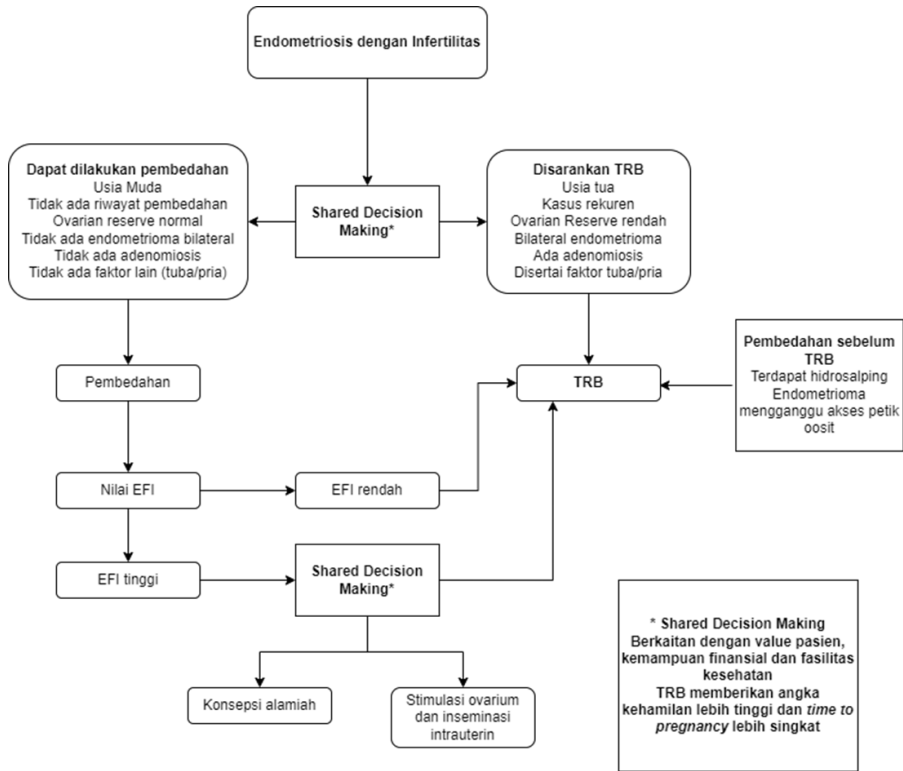 Endometriosis dengan Infertilitas
Dapat dilakukan pembedahan
Usia Muda
Tidak ada riwayat pembedahan
Ovarian reserve normal
Tidak ada endometrioma bilateral
Tidak ada adenomiosis
Tidak ada faktor lain (tuba/pria)
Shared Decision
Making*
Disarankan TRB
Usia tua
Kasus rekuren
Ovarian Reserve rendah
Bilateral endometrioma
Ada adenomiosis
Disertai faktor tuba/pria
Pembedahan
TRB
Pembedahan sebelum
TRB
Terdapat hidrosalping
Endometrioma
mengganggu akses petik
oosit
Nilai EFI
EFI rendah
EFI tinggi
Shared Decision
Making*
Konsepsi alamiah
Stimulasi ovarium
dan inseminasi
intrauterin
* Shared Decision Making
Berkaitan dengan value pasien,
kemampuan finansial dan fasilitas
kesehatan
TRB memberikan angka
kehamilan lebih tinggi dan time to
pregnancy lebih singkat